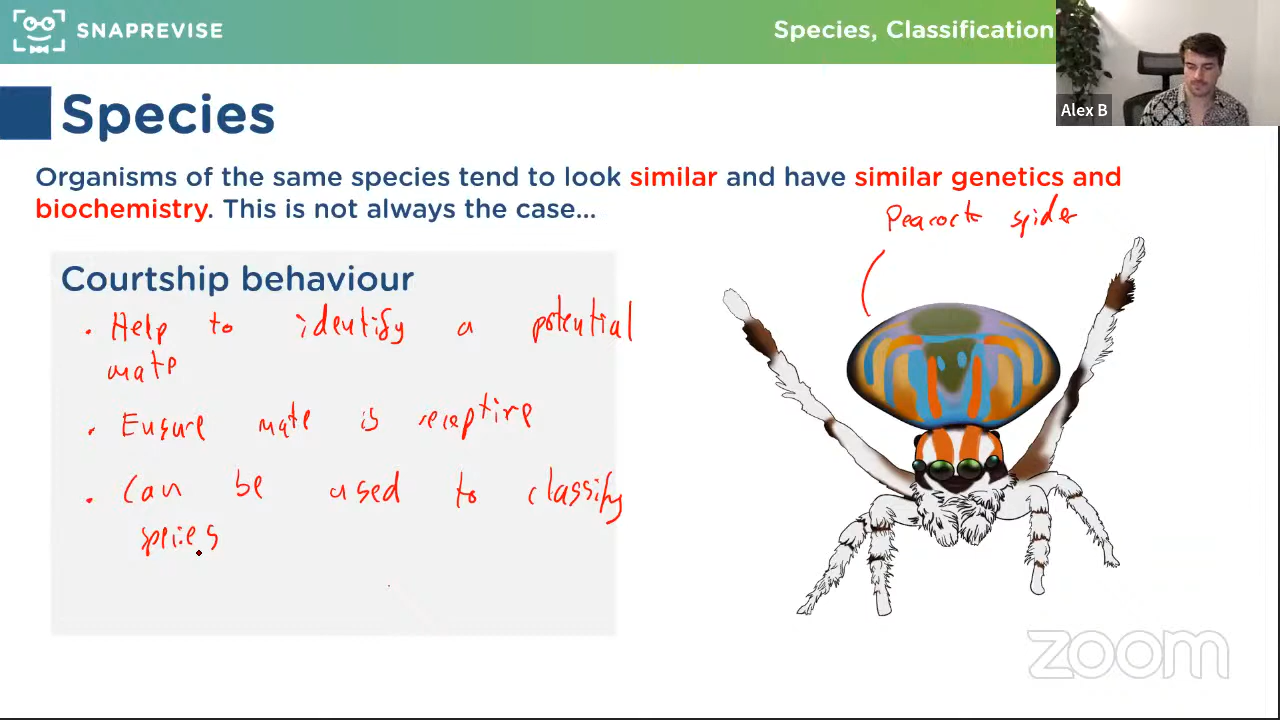 SNAPREVISE
Species, Classification
Alex B
Species
Organisms of the same species tend to look similar and have similar genetics and
biochemistry. This is not always the case...
Peacock spider
Courtship behaviour
• Help to identify a potential
mate
• Ensure mate is receptive
• Can be used to classify
species
zoom